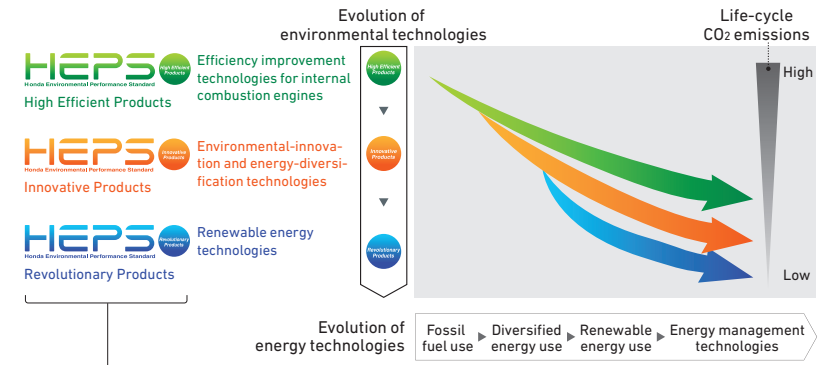 Evolution of
environmental technologies
Life-cycle
CO2 emissions
HEPS
Honda Environmental Performance Standard
High Efficient
Products
High Efficient Products
Efficiency improvement
technologies for internal
combustion engines
High Efficient
Products
High
HEPS
Honda Environmental Performance Standard
Innovative
Products
Innovative Products
Environmental-innova-
tion and energy-diversi-
fication technologies
Innovative
Products
HEPS
Honda Environmental Performance Standard
Revolutionary
Products
Revolutionary Products
Renewable energy
technologies
Revolutionary
Products
Low
Evolution of
energy technologies
Fossil
fuel use
Diversified
energy use
Renewable
energy use
Energy management
technologies